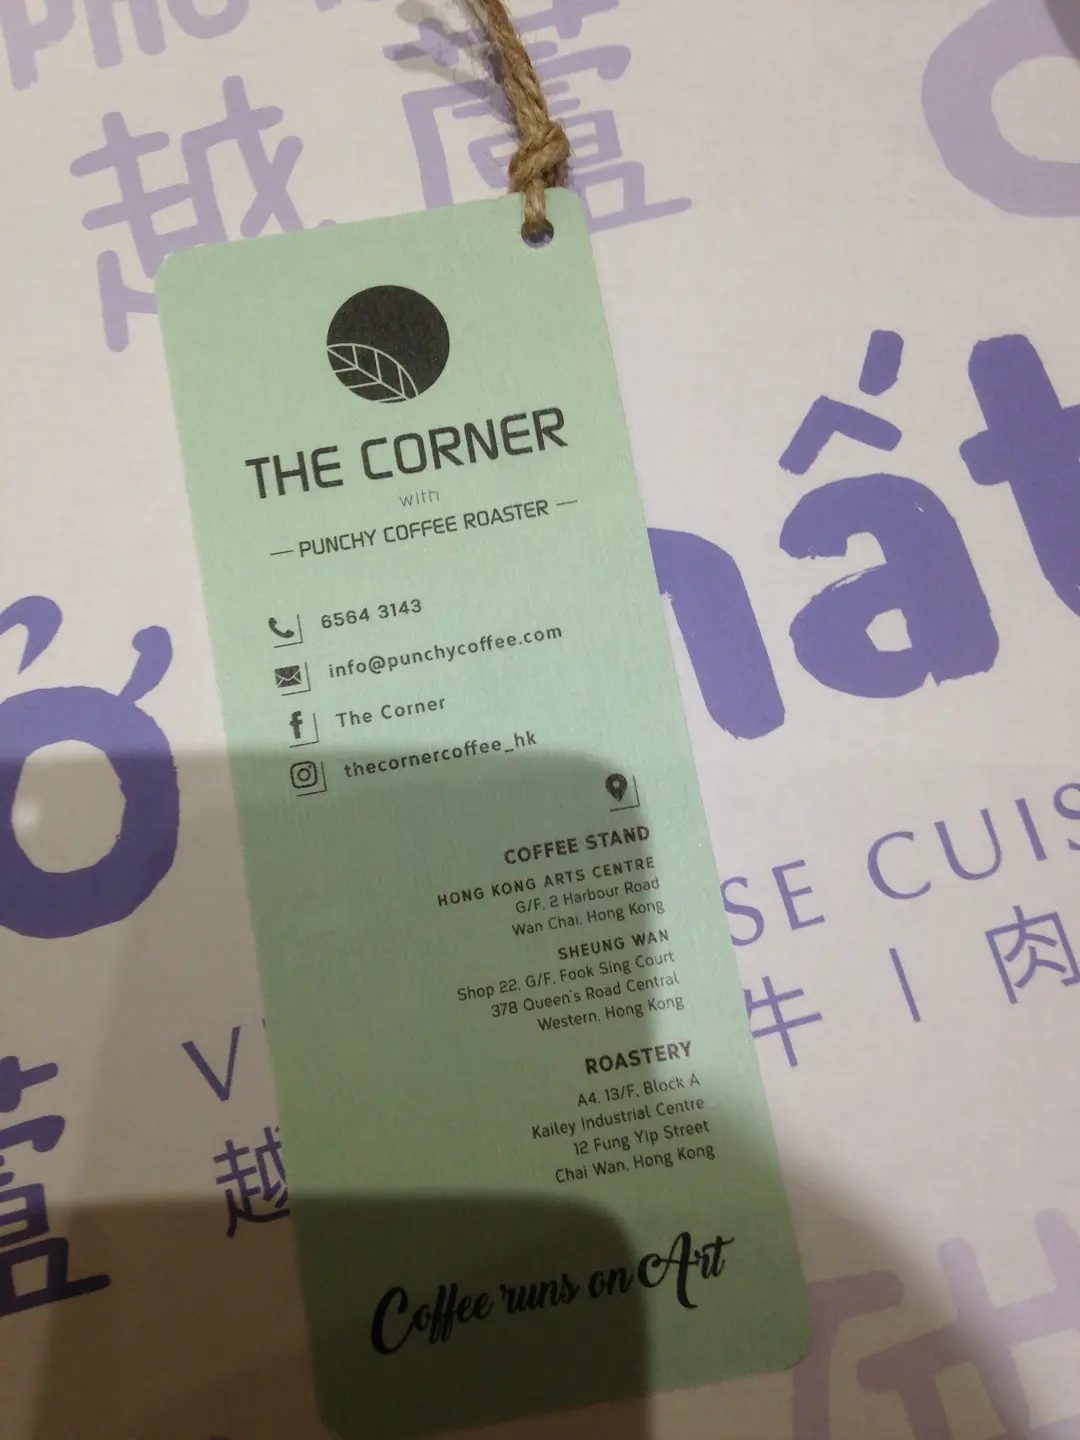 PHO
越薈
THE CORNER
with
— PUNCHY COFFEE ROASTER —
6564 3143
info@punchycoffee.com
The Corner
thecornercoffee_hk
COFFEE STAND
HONG KONG ARTS CENTRE
G/F, 2 Harbour Road
Wan Chai, Hong Kong
SHEUNG WAN
Shop 22, G/F, Fook Sing Court
378 Queen's Road Central
Western, Hong Kong
ROASTERY
A4, 13/F, Block A
Kailey Industrial Centre
12 Fung Yip Street
Chai Wan, Hong Kong
Coffee runs on Art
牛 | 肉
越